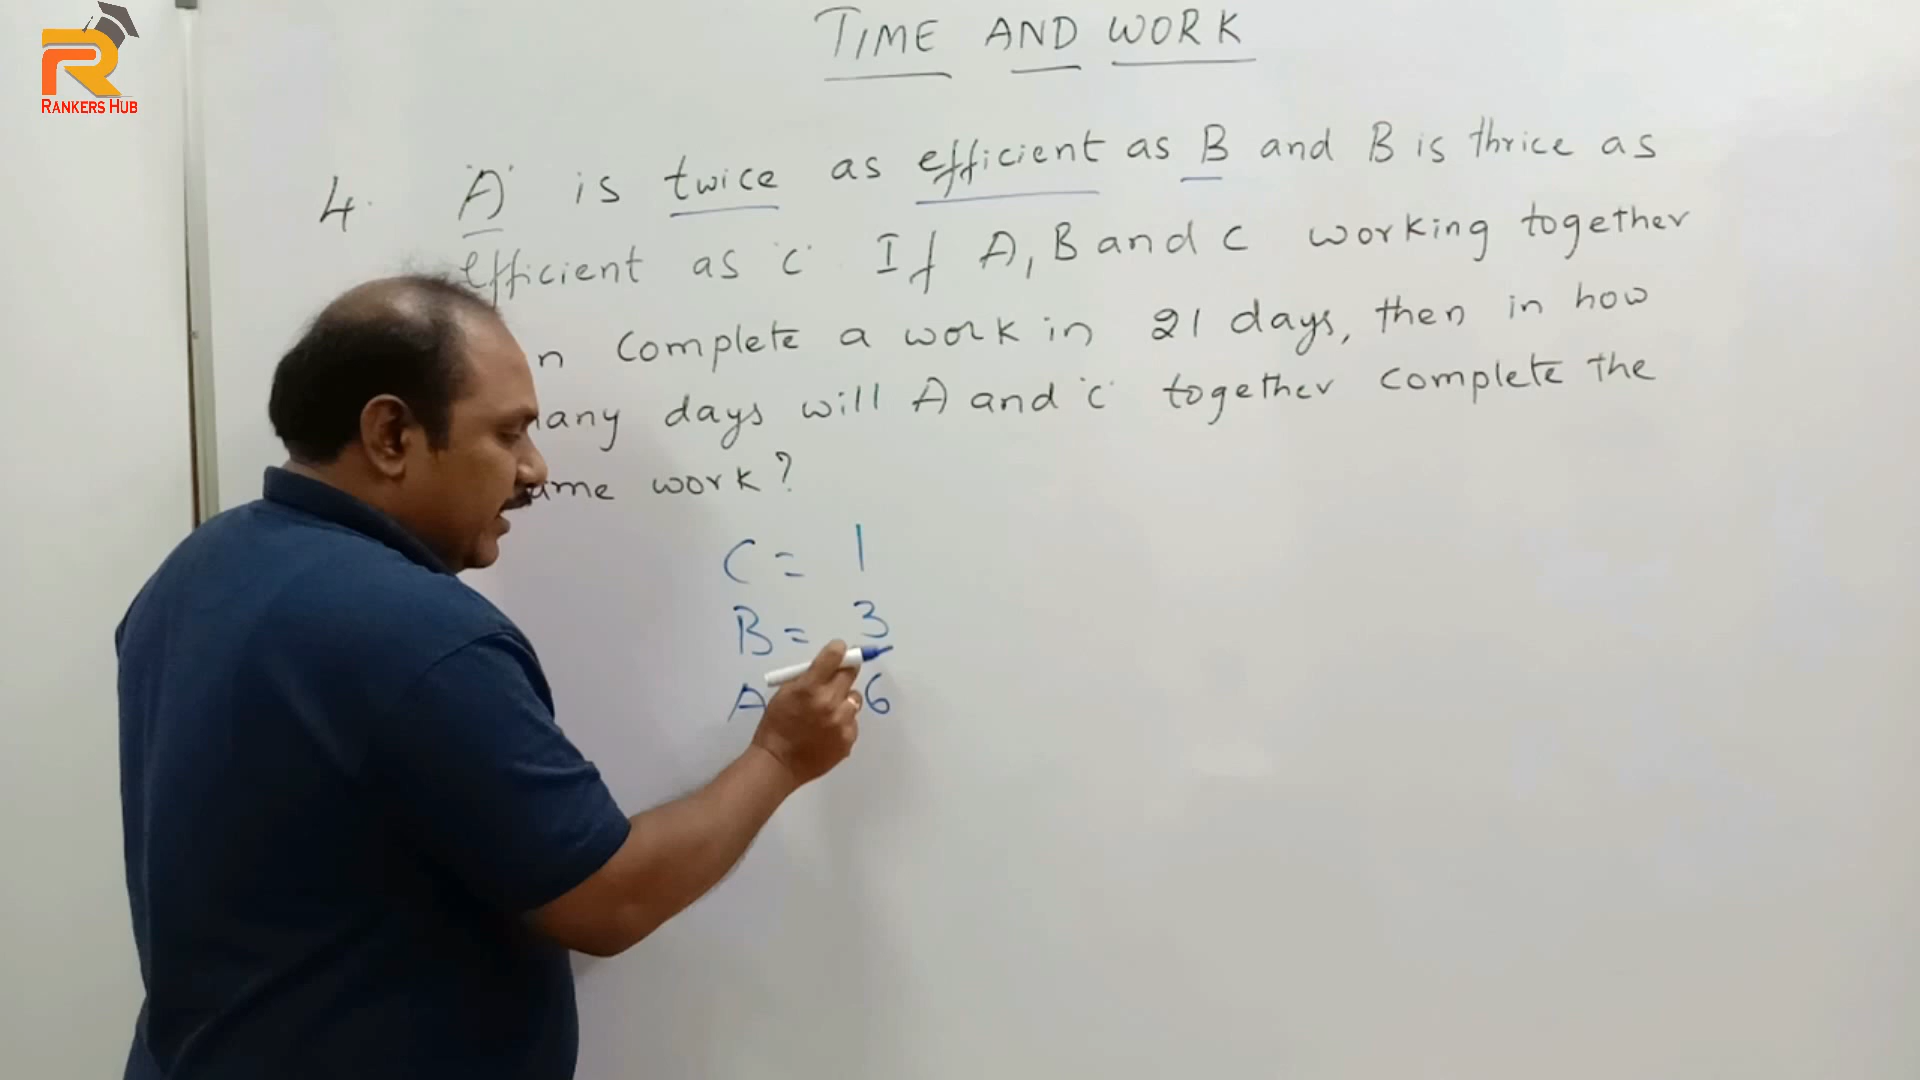 RANKERS HUB
TIME AND WORK
4. 'A' is twice as efficient as B and B is thrice as
efficient as 'C'. If A, B and C working together
complete a work in 21 days, then in how
days will A and 'C' together complete the
work?
C = 1
B = 3
A 6